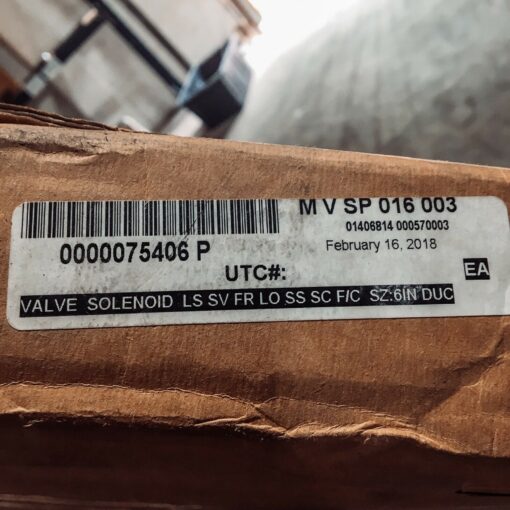 M V SP 016 003
01406814 000570003
0000075406 P
February 16, 2018
UTC#:
EA
VALVE SOLENOID LS SV FR LO SS SC F/C SZ:6IN DUC